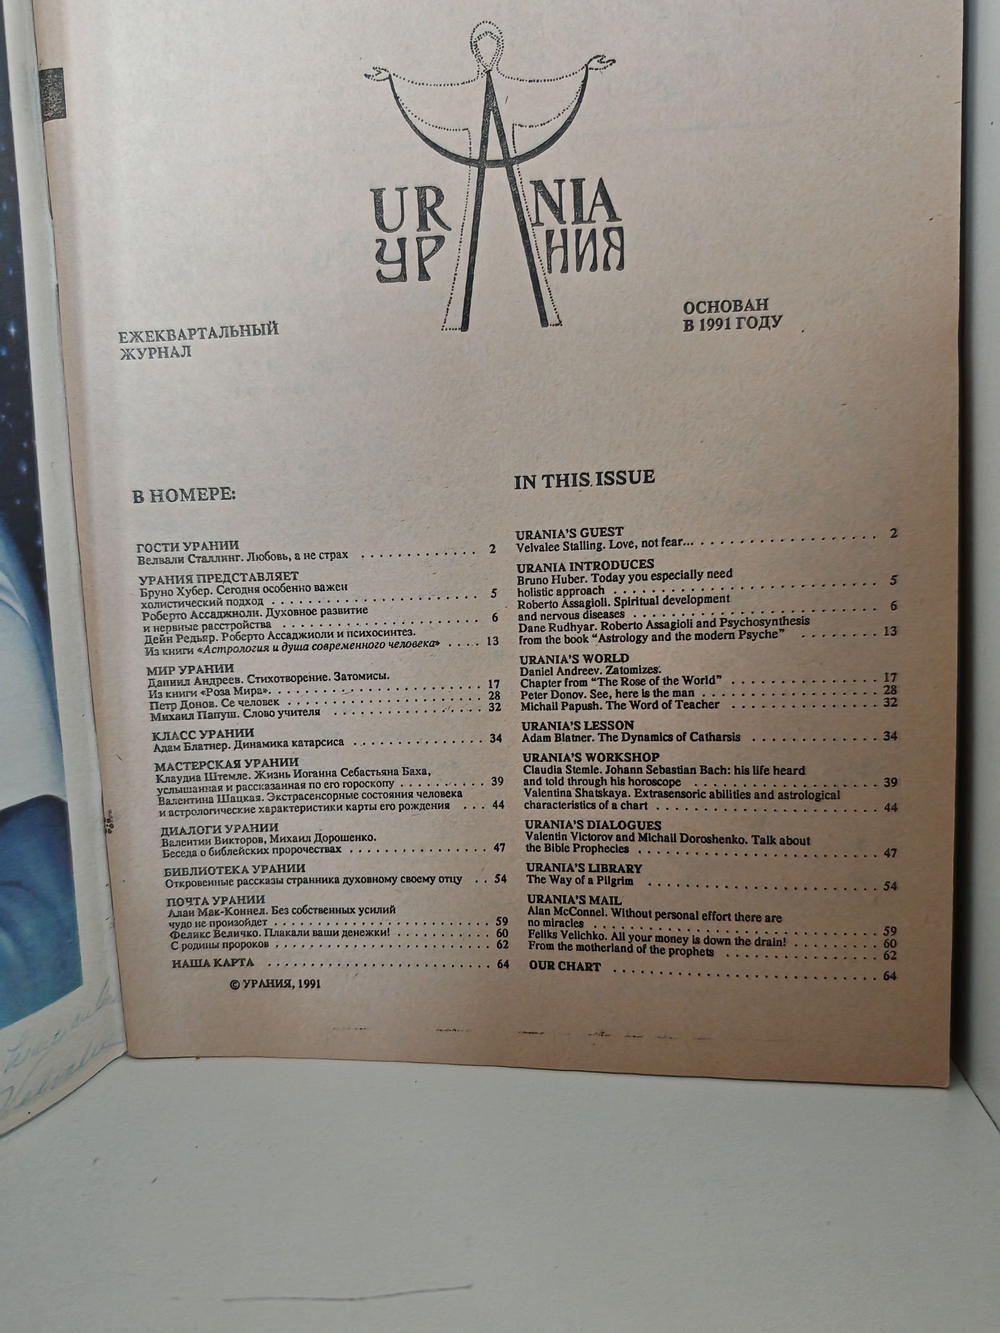 URANIA
УРАНИЯ
ЕЖЕКВАРТАЛЬНЫЙ
ЖУРНАЛ
ОСНОВАН
В 1991 ГОДУ
В НОМЕРЕ:
ГОСТИ УРАНИИ
Велвали Сталлинг. Любовь, а не страх . . . . . . . . . . . . 2
УРАНИЯ ПРЕДСТАВЛЯЕТ
Бруно Хубер. Сегодня особенно важен
холистический подход . . . . . . . . . . . . . . . . . . . . . 5
Роберто Ассаджиоли. Духовное развитие
и нервные расстройства . . . . . . . . . . . . . . . . . . . . 6
Дейн Редьяр. Роберто Ассаджиоли и психосинтез.
Из книги «Астрология и душа современного человека» . . . . 13
МИР УРАНИИ
Даниил Андреев. Стихотворение. Затомисы.
Из книги «Роза Мира». . . . . . . . . . . . . . . . . . . . . 17
Петр Донов. Се человек . . . . . . . . . . . . . . . . . . . 28
Михаил Папуш. Слово учителя . . . . . . . . . . . . . . . 32
КЛАСС УРАНИИ
Адам Блатнер. Динамика катарсиса . . . . . . . . . . . . . 34
МАСТЕРСКАЯ УРАНИИ
Клаудиа Штемле. Жизнь Иоганна Себастьяна Баха,
услышанная и рассказанная по его гороскопу . . . . . . . . 39
Валентина Шацкая. Экстрасенсорные состояния человека
и астрологические характеристики карты его рождения . . . 44
ДИАЛОГИ УРАНИИ
Валентин Викторов, Михаил Дорошенко.
Беседа о библейских пророчествах . . . . . . . . . . . . . 47
БИБЛИОТЕКА УРАНИИ
Откровенные рассказы странника духовному своему отцу . . 54
ПОЧТА УРАНИИ
Алан Мак-Коннел. Без собственных усилий
чудо не произойдет . . . . . . . . . . . . . . . . . . . . . . 59
Феликс Величко. Плакали ваши денежки! . . . . . . . . . . 60
С родины пророков . . . . . . . . . . . . . . . . . . . . . . 62
НАША КАРТА . . . . . . . . . . . . . . . . . . . . . . . . 64
© УРАНИЯ, 1991
IN THIS ISSUE
URANIA'S GUEST
Velvalee Stalling. Love, not fear... . . . . . . . . . . . . . . . . . 2
URANIA INTRODUCES
Bruno Huber. Today you especially need
holistic approach . . . . . . . . . . . . . . . . . . . . . . . . . 5
Roberto Assagioli. Spiritual development
and nervous diseases . . . . . . . . . . . . . . . . . . . . . . . 6
Dane Rudhyar. Roberto Assagioli and Psychosynthesis
from the book “Astrology and the modern Psyche” . . . . . . . 13
URANIA'S WORLD
Daniel Andreev. Zatomizes.
Chapter from “The Rose of the World” . . . . . . . . . . . . . 17
Peter Donov. See, here is the man . . . . . . . . . . . . . . . . 28
Michail Papush. The Word of Teacher . . . . . . . . . . . . . . 32
URANIA'S LESSON
Adam Blatner. The Dynamics of Catharsis . . . . . . . . . . . . 34
URANIA'S WORKSHOP
Claudia Stemle. Johann Sebastian Bach: his life heard
and told through his horoscope . . . . . . . . . . . . . . . . . 39
Valentina Shatskaya. Extrasensoric abilities and astrological
characteristics of a chart . . . . . . . . . . . . . . . . . . . . . 44
URANIA'S DIALOGUES
Valentin Victorov and Michail Doroshenko. Talk about
the Bible Prophecies . . . . . . . . . . . . . . . . . . . . . . . 47
URANIA'S LIBRARY
The Way of a Pilgrim . . . . . . . . . . . . . . . . . . . . . . 54
URANIA'S MAIL
Alan McConnel. Without personal effort there are
no miracles . . . . . . . . . . . . . . . . . . . . . . . . . . . . 59
Feliks Velichko. All your money is down the drain! . . . . . . . 60
From the motherland of the prophets . . . . . . . . . . . . . . 62
OUR CHART . . . . . . . . . . . . . . . . . . . . . . . . . . 64